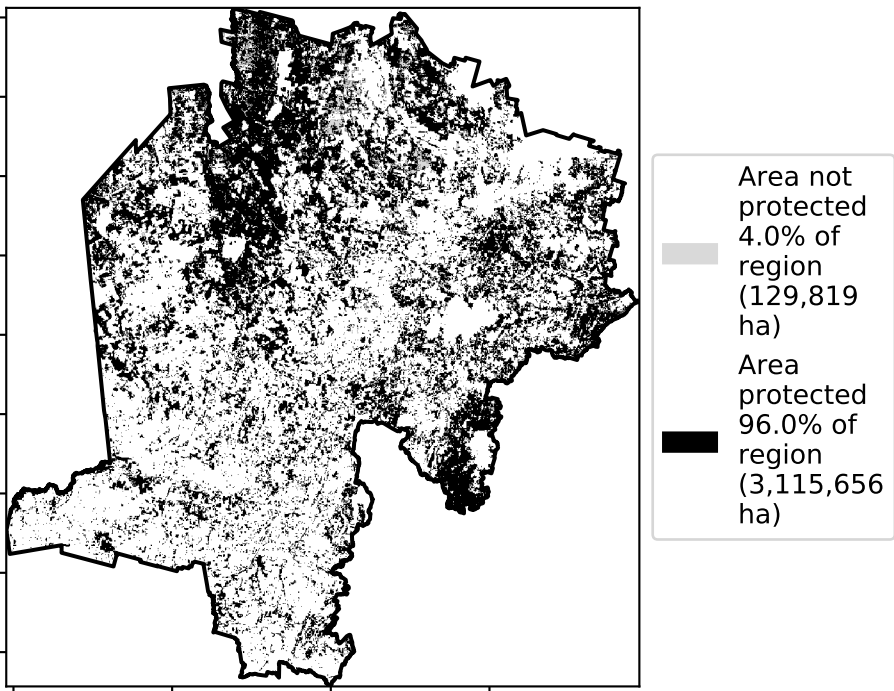 Area not
protected
4.0% of
region
(129,819
ha)
Area
protected
96.0% of
region
(3,115,656
ha)